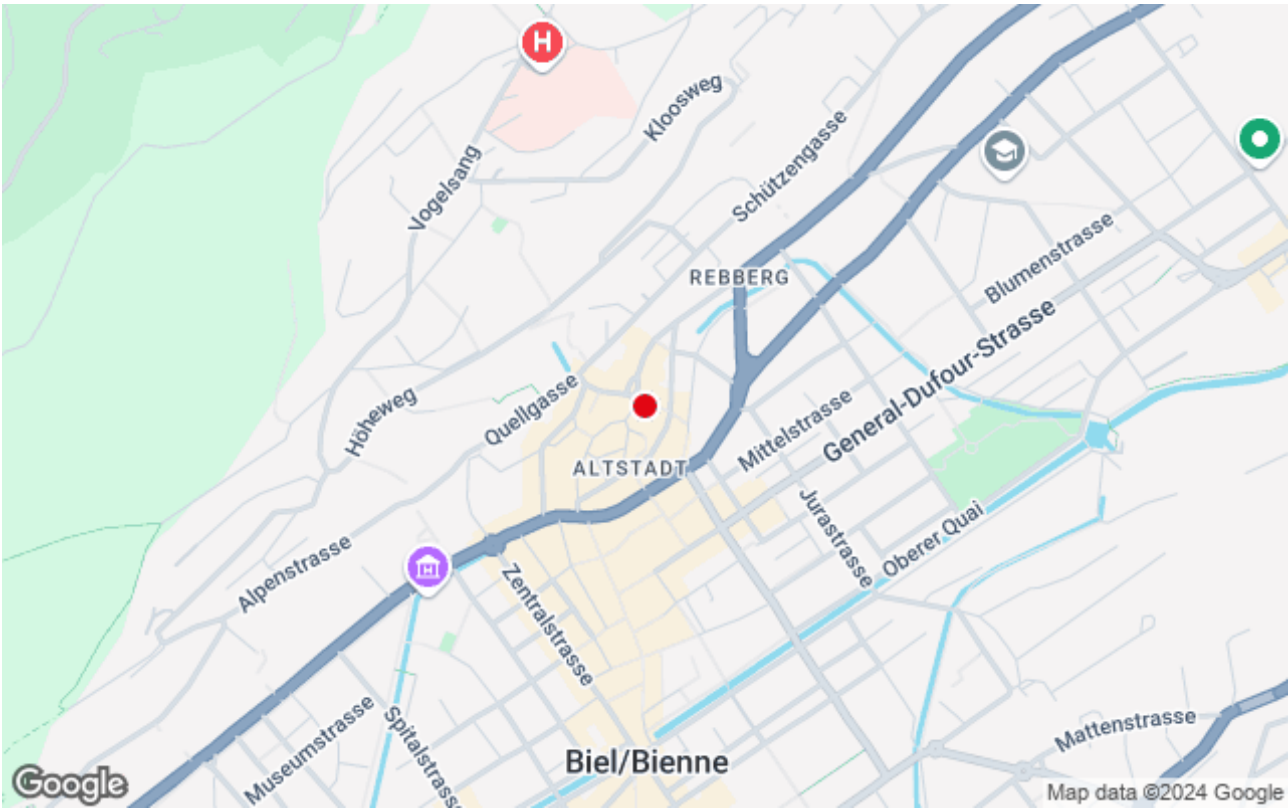 H
Kloosweg
Vogelsang
Schützengasse
REBBERG
Blumenstrasse
General-Dufour-Strasse
Höheweg
Quellgasse
Mittelstrasse
ALTSTADT
Jurastrasse
Oberer Quai
Alpenstrasse
H
Zentralstrasse
Museumstrasse
Spitalstrasse
Mattenstrasse
Biel/Bienne
Google
Map data ©2024 Google